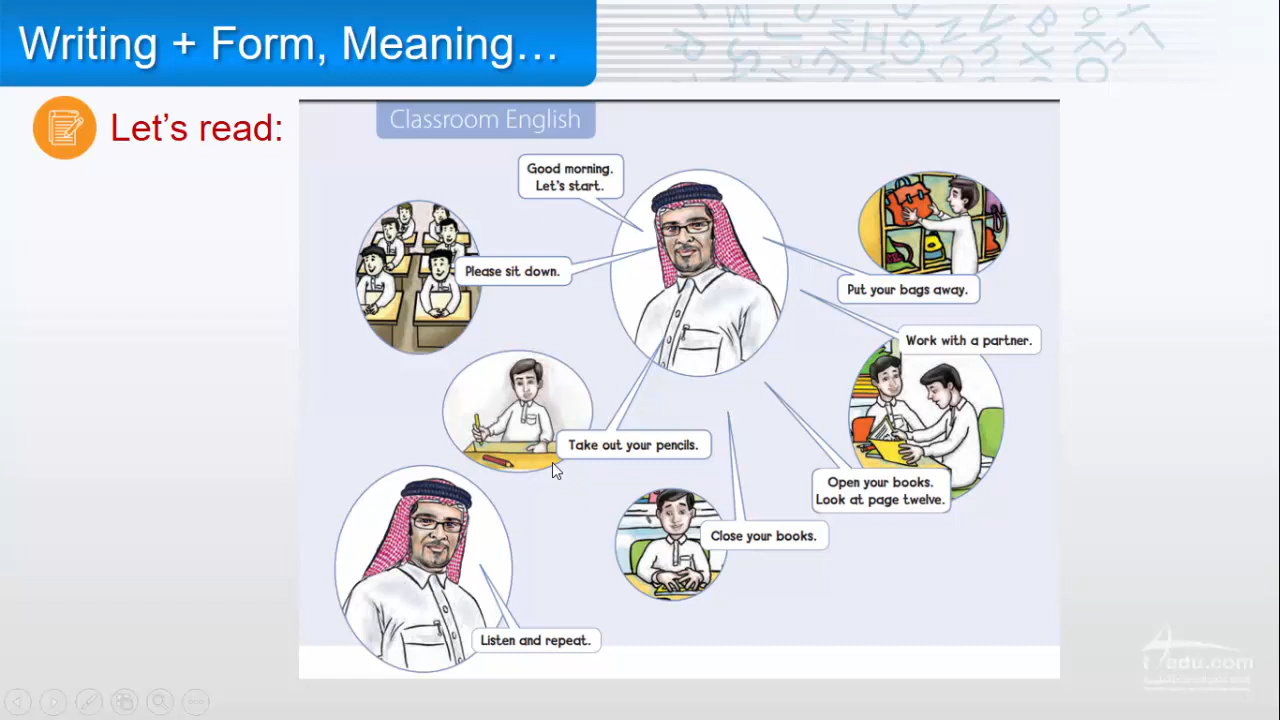 Writing + Form, Meaning…
Let's read:
Classroom English
Good morning.
Let's start.
Please sit down.
Put your bags away.
Work with a partner.
Take out your pencils.
Open your books.
Look at page twelve.
Close your books.
Listen and repeat.